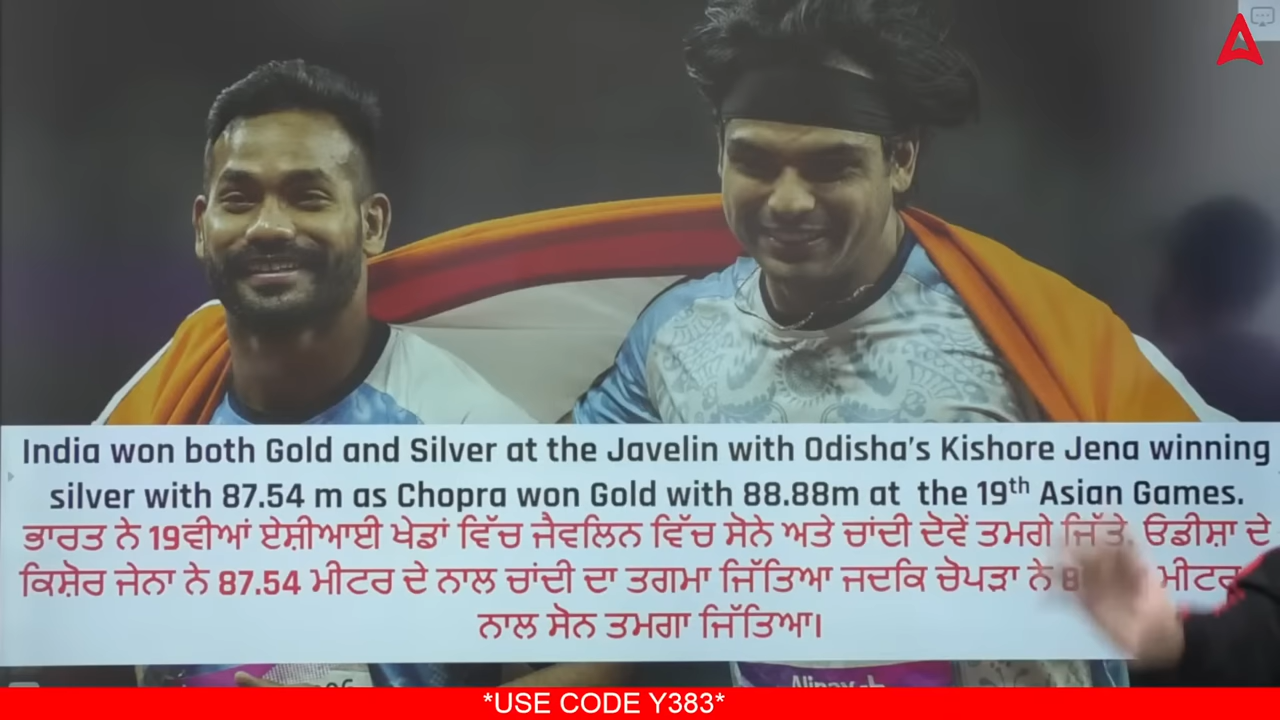 India won both Gold and Silver at the Javelin with Odisha's Kishore Jena winning
silver with 87.54 m as Chopra won Gold with 88.88m at the 19th Asian Games.
ਭਾਰਤ ਨੇ 19ਵੀਆਂ ਏਸ਼ੀਆਈ ਖੇਡਾਂ ਵਿੱਚ ਜੈਵਲਿਨ ਵਿੱਚ ਸੋਨੇ ਅਤੇ ਚਾਂਦੀ ਦੋਵੇਂ ਤਮਗੇ ਜਿੱਤੇ. ਓਡੀਸ਼ਾ ਦੇ
ਕਿਸ਼ੋਰ ਜੇਨਾ ਨੇ 87.54 ਮੀਟਰ ਦੇ ਨਾਲ ਚਾਂਦੀ ਦਾ ਤਗਮਾ ਜਿੱਤਿਆ ਜਦਕਿ ਚੋਪੜਾ ਨੇ ਮੀਟਰ
ਨਾਲ ਸੋਨ ਤਮਗਾ ਜਿੱਤਿਆ।
*USE CODE Y383*